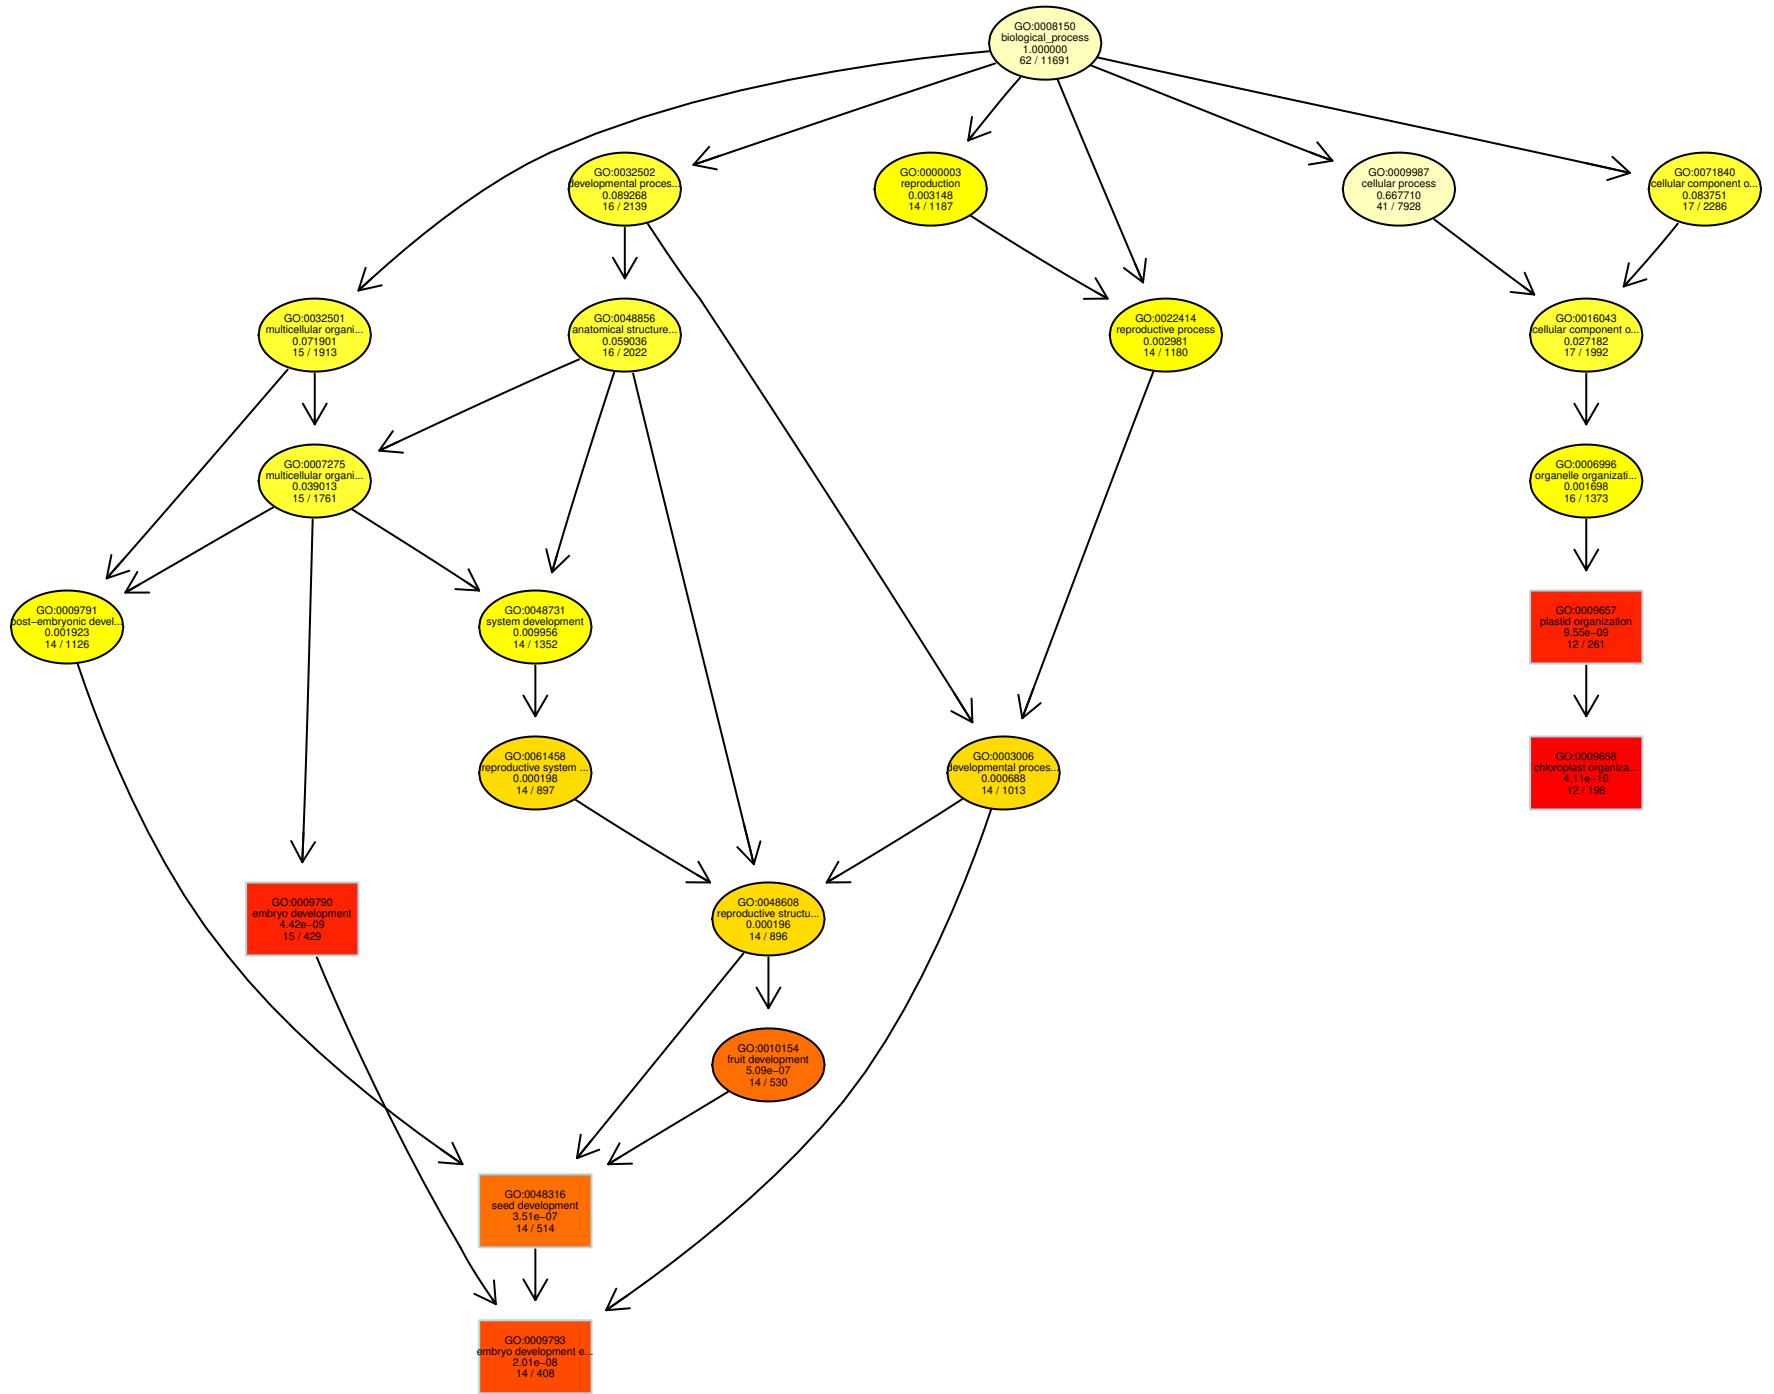 GO:0008150
biological_process
1.000000
62 / 11691
GO:0032502
developmental proces...
0.089268
16 / 2139
GO:0000003
reproduction
0.003148
14 / 1187
GO:0009987
cellular process
0.667710
41 / 7928
GO:0071840
cellular component o...
0.083751
17 / 2286
GO:0032501
multicellular organi...
0.071901
15 / 1913
GO:0048856
anatomical structure...
0.059036
16 / 2022
GO:0022414
reproductive process
0.002981
14 / 1180
GO:0016043
cellular component o...
0.027182
17 / 1992
GO:0007275
multicellular organi...
0.039013
15 / 1761
GO:0006996
organelle organizati...
0.001698
16 / 1373
GO:0009791
post−embryonic devel...
0.001923
14 / 1126
GO:0048731
system development
0.009956
14 / 1352
GO:0009657
plastid organization
9.55e−09
12 / 261
GO:0061458
reproductive system ...
0.000198
14 / 897
GO:0003006
developmental proces...
0.000688
14 / 1013
GO:0009658
chloroplast organiza...
4.11e−10
12 / 198
GO:0009790
embryo development
4.42e−09
15 / 429
GO:0048608
reproductive structu...
0.000196
14 / 896
GO:0010154
fruit development
5.09e−07
14 / 530
GO:0048316
seed development
3.51e−07
14 / 514
GO:0009793
embryo development e...
2.01e−08
14 / 408